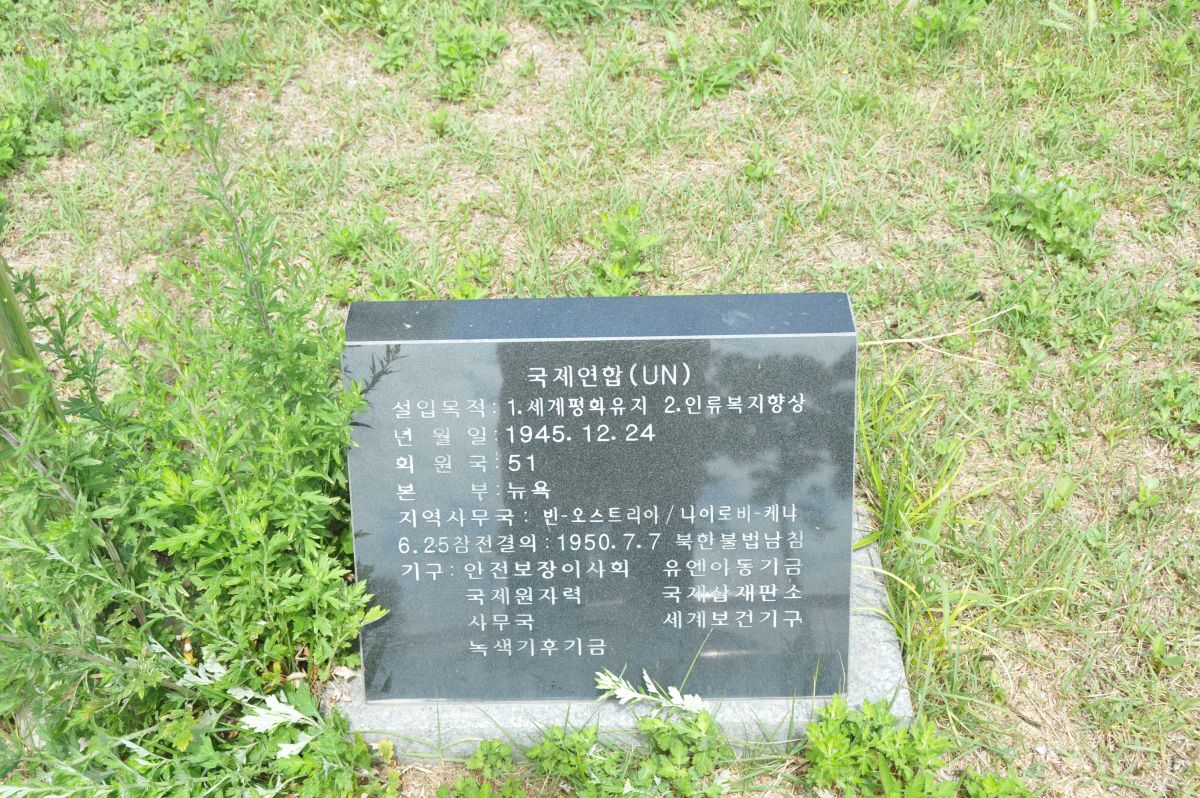 국제연합(UN)
설입목적: 1.세계평화유지 2.인류복지향상
년 월 일: 1945. 12. 24
회 원 국: 51
본 부: 뉴욕
지역사무국: 빈-오스트리아/나이로비-케냐
6.25참전결의: 1950.7.7 북한불법남침
기구: 안전보장이사회 유엔아동기금
국제원자력 국제삼재판소
사무국 세계보건기구
녹색기후기금